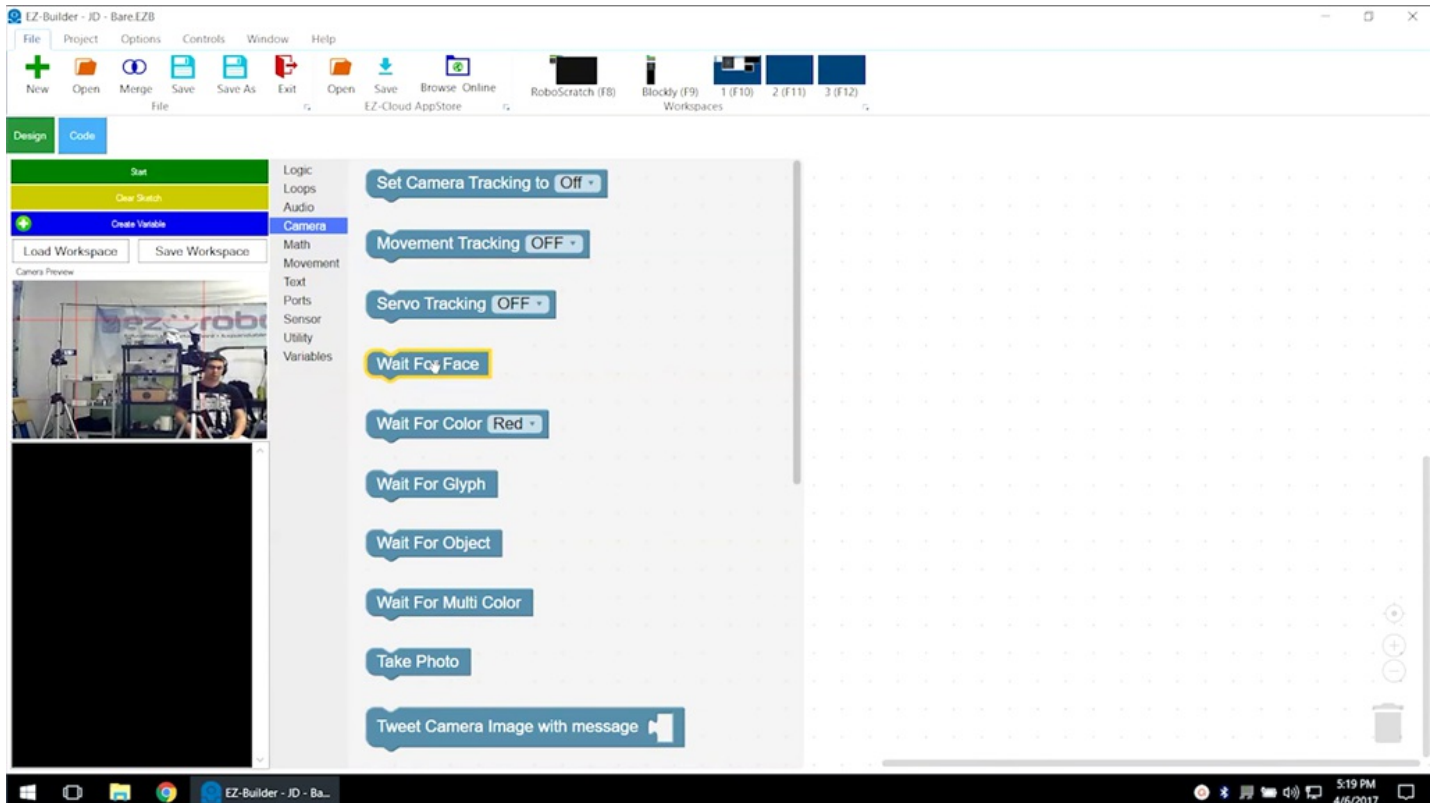 EZ-Builder - JD - Bare.EZB
File Project Options Controls Window Help
New Open Merge Save Save As Exit Open Save Browse Online RoboScratch (F8) Blockly (F9) 1 (F10) 2 (F11) 3 (F12)
File EZ-Cloud AppStore Workspaces
Design Code
Start
Clear Sketch
Create Variable
Load Workspace Save Workspace
Camera Preview
ez robo
Logic
Loops
Audio
Camera
Math
Movement
Text
Ports
Sensor
Utility
Variables
Set Camera Tracking to Off
Movement Tracking OFF
Servo Tracking OFF
Wait For Face
Wait For Color Red
Wait For Glyph
Wait For Object
Wait For Multi Color
Take Photo
Tweet Camera Image with message
EZ-Builder - JD - Ba...
5:19 PM
4/6/2017